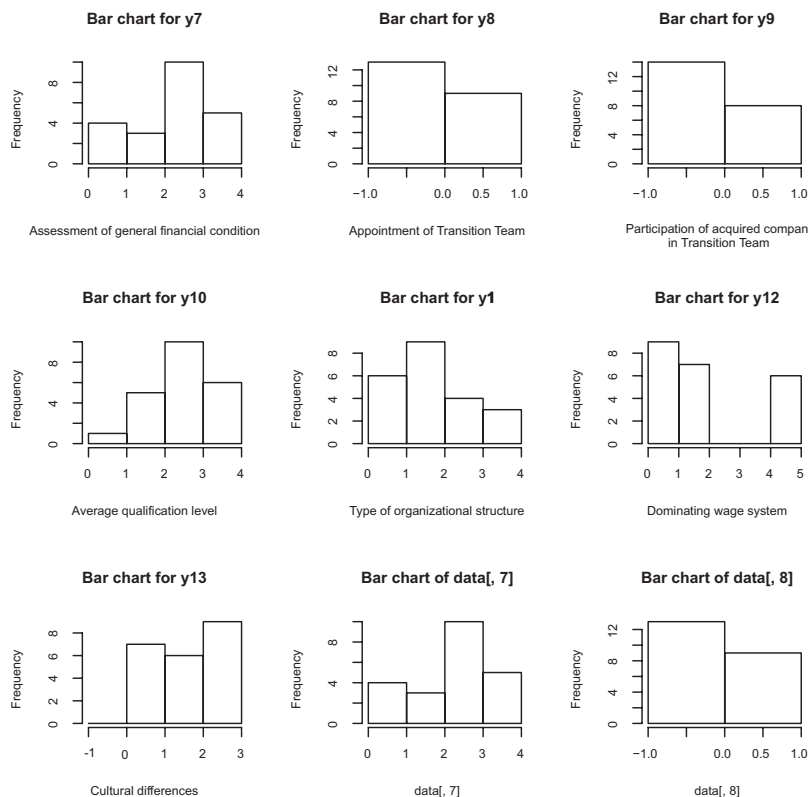 Bar chart for y7
Bar chart for y8
Bar chart for y9
Frequency
0
4
8
0 1 2 3 4
Assessment of general financial condition
Frequency
0
4
8
12
−1.0 0.0 0.5 1.0
Appointment of Transition Team
Frequency
0
4
8
12
−1.0 0.0 0.5 1.0
Participation of acquired compan
in Transition Team
Bar chart for y10
Bar chart for y1
Bar chart for y12
Frequency
0
4
8
0 1 2 3 4
Average qualification level
Frequency
0
2
4
6
8
0 1 2 3 4
Type of organizational structure
Frequency
0
2
4
6
8
0 1 2 3 4 5
Dominating wage system
Bar chart for y13
Bar chart of data[, 7]
Bar chart of data[, 8]
Frequency
0
2
4
6
8
-1 0 1 2 3
Cultural differences
Frequency
0
4
8
0 1 2 3 4
data[, 7]
Frequency
0
4
8
12
−1.0 0.0 0.5 1.0
data[, 8]